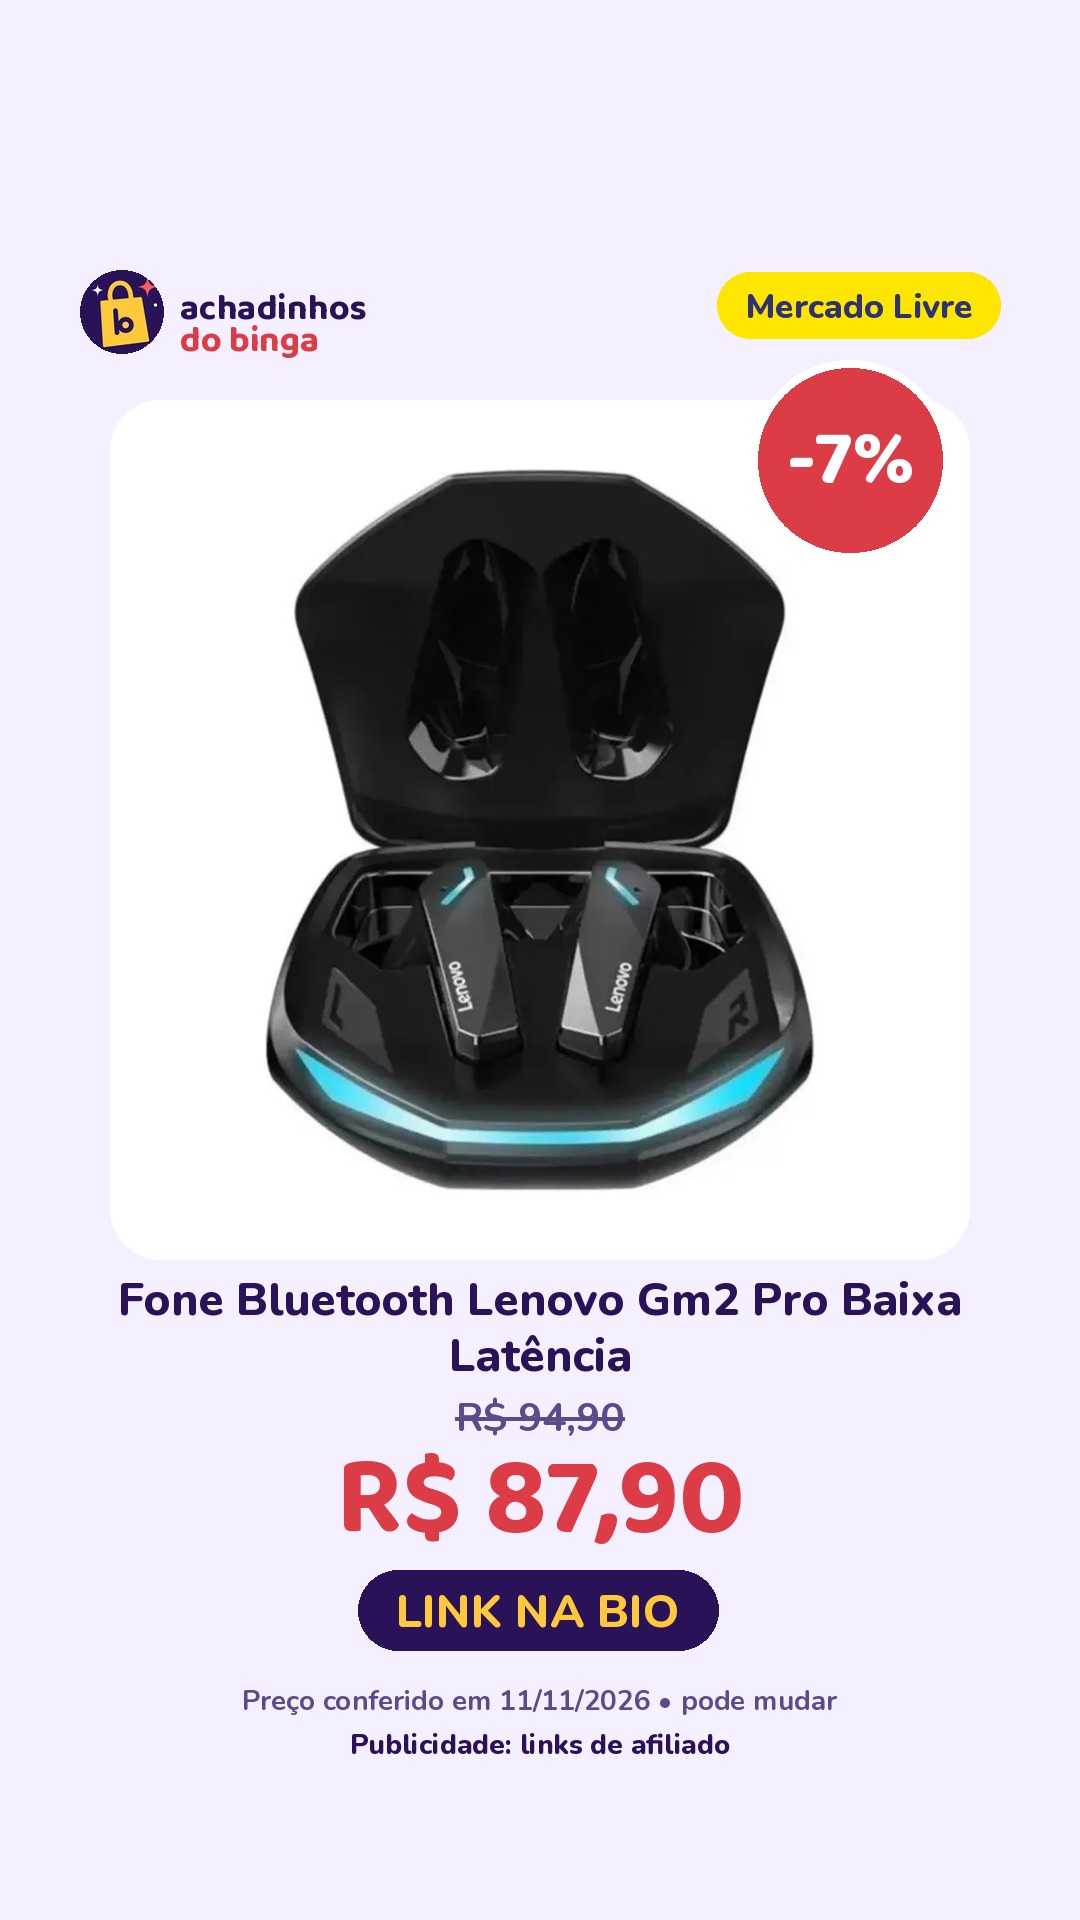 achadinhos
do binga
b
Mercado Livre
-7%
Lenovo
Lenovo
L
R
Fone Bluetooth Lenovo Gm2 Pro Baixa
Latência
R$ 94,90
R$ 87,90
LINK NA BIO
Preço conferido em 11/11/2026 • pode mudar
Publicidade: links de afiliado